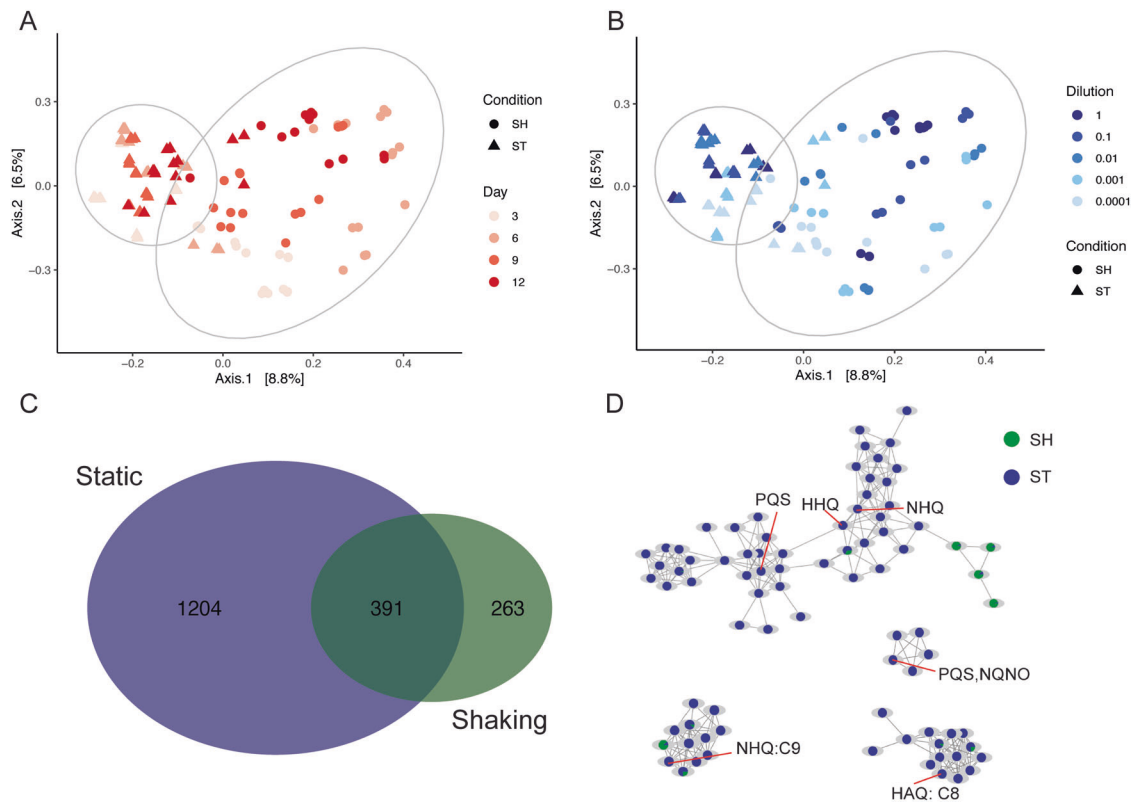 A
0.3
0.0
-0.3
Axis.2 [6.5%]
-0.2
0.0
0.2
0.4
Axis.1 [8.8%]
Condition
SH
ST
Day
3
6
9
12
B
0.3
0.0
-0.3
Axis.2 [6.5%]
-0.2
0.0
0.2
0.4
Axis.1 [8.8%]
Dilution
1
0.1
0.01
0.001
0.0001
Condition
SH
ST
C
Static
1204
391
263
Shaking
D
SH
ST
PQS
HHQ
NHQ
PQS,NQNO
NHQ:C9
HAQ: C8